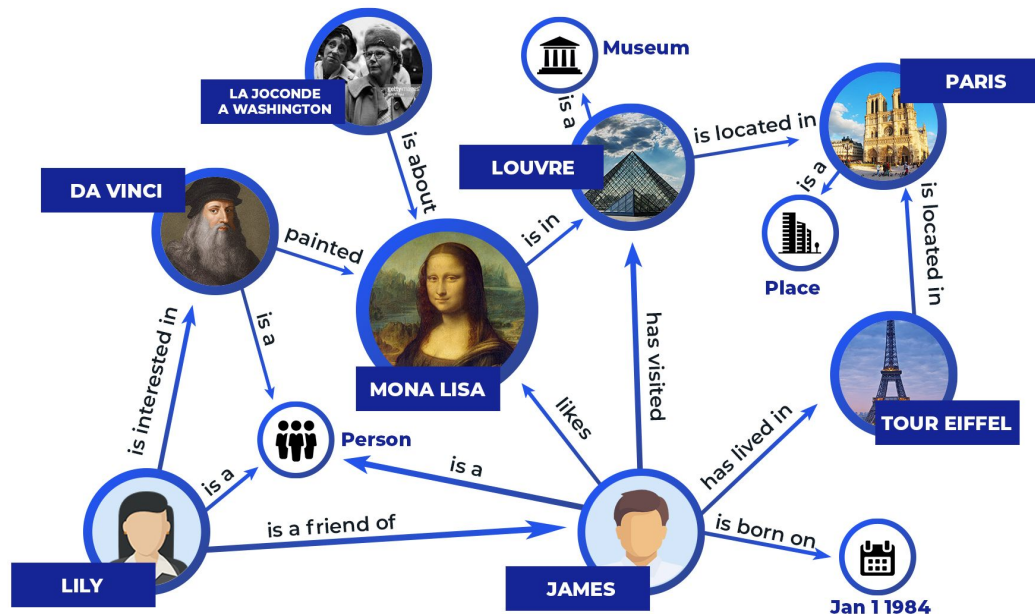 Museum
LA JOCONDE
A WASHINGTON
gettyimages
PARIS
is a
is about
LOUVRE
is located in
is a
DA VINCI
painted
is in
is located in
Place
is interested in
is a
MONA LISA
has visited
TOUR EIFFEL
likes
Person
has lived in
is a
is a
is a friend of
is born on
LILY
JAMES
Jan 1 1984